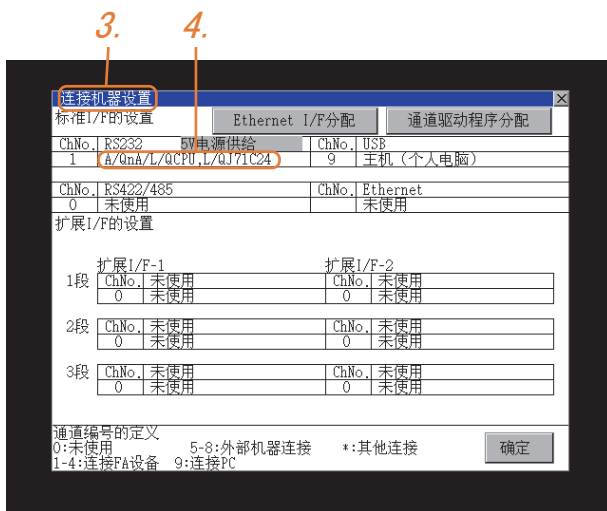 3. 4.
连接机器设置 ×
标准I/F的设置 Ethernet I/F分配 通道驱动程序分配
ChNo. RS232 5V电源供给 ChNo. USB
1 A/QnA/L/QCPU,L/QJ71C24 9 主机（个人电脑）
ChNo. RS422/485 ChNo. Ethernet
0 未使用 未使用
扩展I/F的设置
扩展I/F-1 扩展I/F-2
1段 ChNo. 未使用 ChNo. 未使用
0 未使用 0 未使用
2段 ChNo. 未使用 ChNo. 未使用
0 未使用 0 未使用
3段 ChNo. 未使用 ChNo. 未使用
0 未使用 0 未使用
通道编号的定义
0:未使用 5-8:外部机器连接 *:其他连接 确定
1-4:连接FA设备 9:连接PC